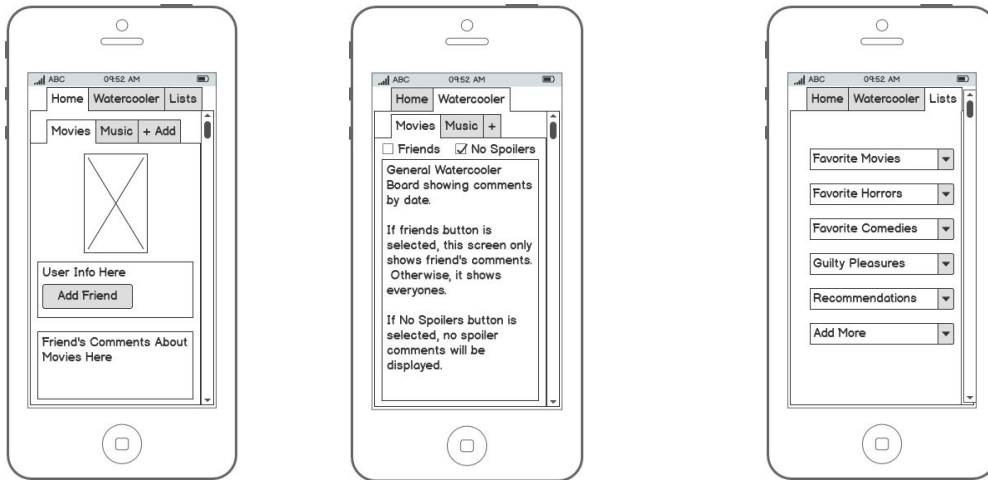 ABC 09:52 AM
Home Watercooler Lists
Movies Music + Add
User Info Here
Add Friend
Friend's Comments About
Movies Here
ABC 09:52 AM
Home Watercooler
Movies Music +
Friends No Spoilers
General Watercooler
Board showing comments
by date.
If friends button is
selected, this screen only
shows friend's comments.
Otherwise, it shows
everyones.
If No Spoilers button is
selected, no spoiler
comments will be
displayed.
ABC 09:52 AM
Home Watercooler Lists
Favorite Movies
Favorite Horrors
Favorite Comedies
Guilty Pleasures
Recommendations
Add More